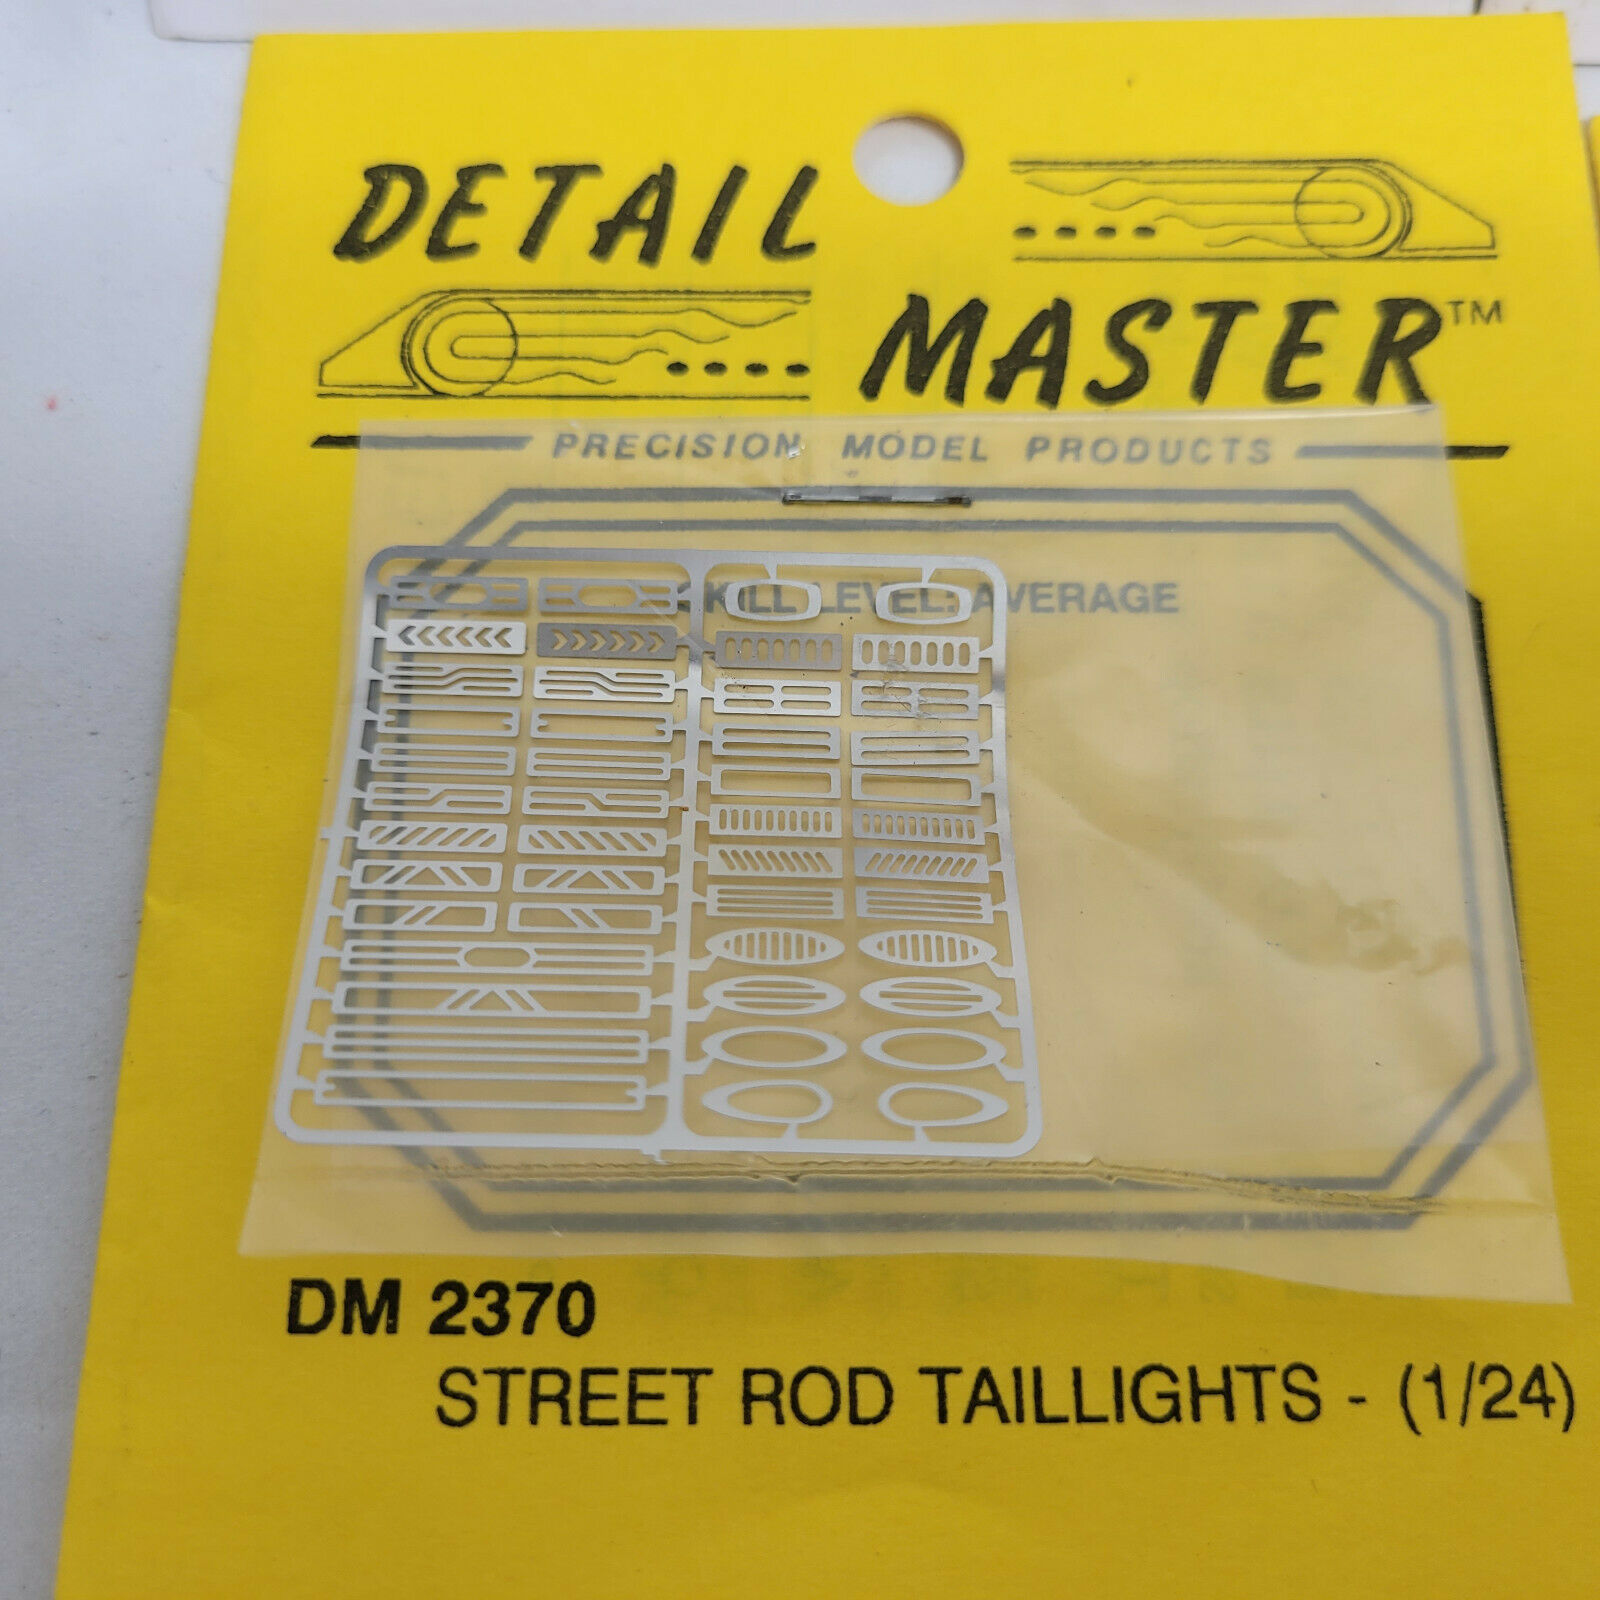 DETAIL
MASTER™
PRECISION MODEL PRODUCTS
SKILL LEVEL: AVERAGE
DM 2370
STREET ROD TAILLIGHTS - (1/24)